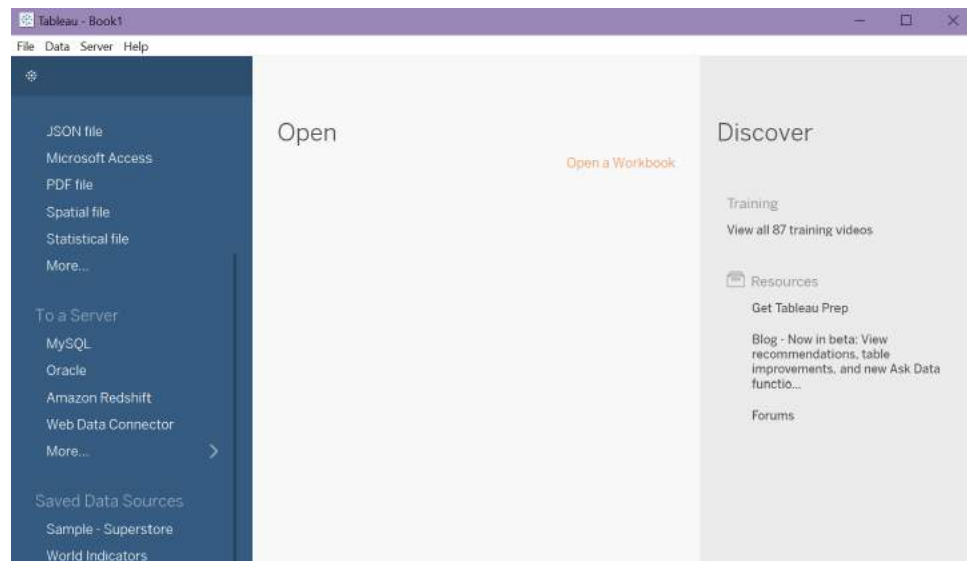 Tableau - Book1
File Data Server Help
JSON file
Microsoft Access
PDF file
Spatial file
Statistical file
More...
To a Server
MySQL
Oracle
Amazon Redshift
Web Data Connector
More...
Saved Data Sources
Sample - Superstore
World Indicators
Open
Open a Workbook
Discover
Training
View all 87 training videos
Resources
Get Tableau Prep
Blog - Now in beta: View
recommendations, table
improvements, and new Ask Data
functio...
Forums